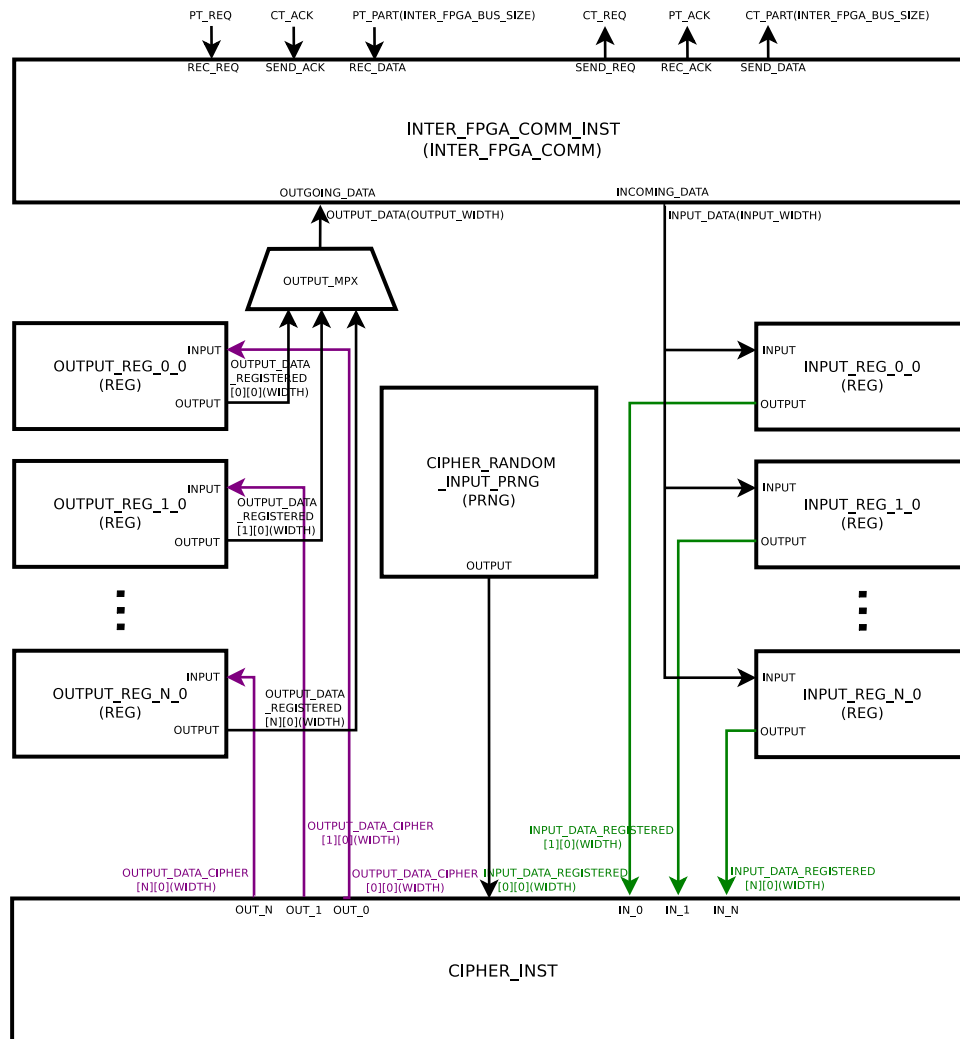 PT_REQ
CT_ACK
PT_PART(INTER_FPGA_BUS_SIZE)
CT_REQ
PT_ACK
CT_PART(INTER_FPGA_BUS_SIZE)
REC_REQ
SEND_ACK
REC_DATA
SEND_REQ
REC_ACK
SEND_DATA
INTER_FPGA_COMM_INST
(INTER_FPGA_COMM)
OUTGOING_DATA
INCOMING_DATA
OUTPUT_DATA(OUTPUT_WIDTH)
INPUT_DATA(INPUT_WIDTH)
OUTPUT_MPX
OUTPUT_REG_0_0
(REG)
INPUT
OUTPUT
OUTPUT_DATA
_REGISTERED
[0][0](WIDTH)
INPUT
INPUT_REG_0_0
(REG)
OUTPUT
OUTPUT_REG_1_0
(REG)
INPUT
OUTPUT
OUTPUT_DATA
_REGISTERED
[1][0](WIDTH)
CIPHER_RANDOM
_INPUT_PRNG
(PRNG)
OUTPUT
INPUT
INPUT_REG_1_0
(REG)
OUTPUT
OUTPUT_REG_N_0
(REG)
INPUT
OUTPUT
OUTPUT_DATA
_REGISTERED
[N][0](WIDTH)
INPUT
INPUT_REG_N_0
(REG)
OUTPUT
OUTPUT_DATA_CIPHER
[1][0](WIDTH)
INPUT_DATA_REGISTERED
[1][0](WIDTH)
OUTPUT_DATA_CIPHER
[N][0](WIDTH)
OUTPUT_DATA_CIPHER
[0][0](WIDTH)
INPUT_DATA_REGISTERED
[0][0](WIDTH)
INPUT_DATA_REGISTERED
[N][0](WIDTH)
OUT_N
OUT_1
OUT_0
IN_0
IN_1
IN_N
CIPHER_INST